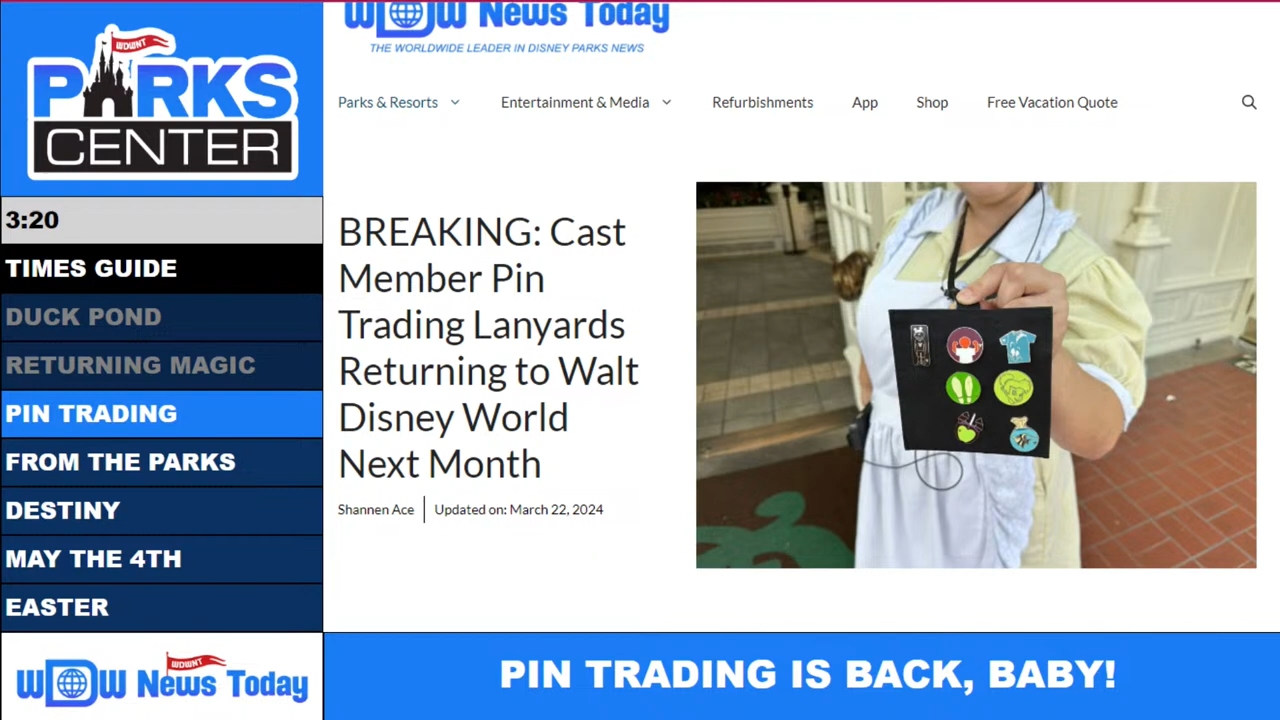 WDWNT
PARKS
CENTER
3:20
TIMES GUIDE
DUCK POND
RETURNING MAGIC
PIN TRADING
FROM THE PARKS
DESTINY
MAY THE 4TH
EASTER
WDWNT
WDW News Today
WDW News Today
THE WORLDWIDE LEADER IN DISNEY PARKS NEWS
Parks & Resorts
Entertainment & Media
Refurbishments
App
Shop
Free Vacation Quote
BREAKING: Cast
Member Pin
Trading Lanyards
Returning to Walt
Disney World
Next Month
Shannen Ace
Updated on: March 22, 2024
PIN TRADING IS BACK, BABY!